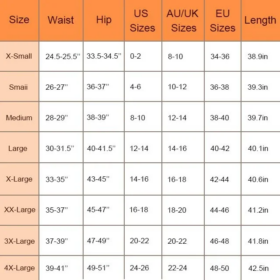 Size Waist Hip US Sizes AU/UK Sizes EU Sizes Length
X-Small 24.5-25.5" 33.5-34.5" 0-2 8-10 34-36 38.9in
Small 26-27" 36-37" 4-6 10-12 36-38 39.3in
Medium 28-29" 38-39" 8-10 12-14 38-40 39.7in
Large 30-31.5" 40-41.5" 12-14 14-16 40-42 40.1in
X-Large 33-35" 43-45" 14-16 16-18 42-44 40.6in
XX-Large 35-37" 45-47" 16-18 18-20 44-46 41.2in
3X-Large 37-39" 47-49" 20-22 20-22 46-48 41.8in
4X-Large 39-41" 49-51" 24-26 22-24 48-50 42.5in